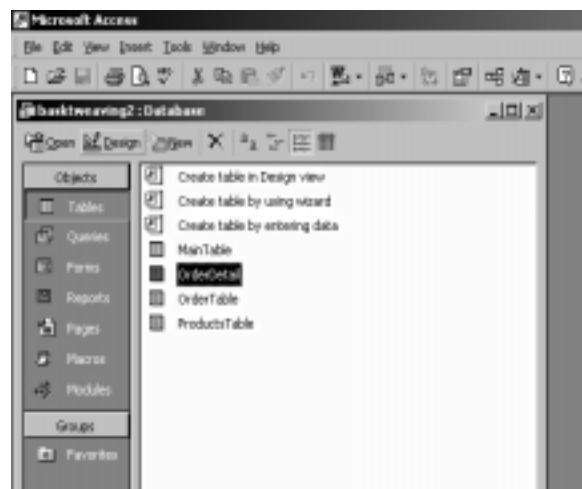 Microsoft Access
File Edit View Insert Tools Window Help
basktweaving2 : Database
Open Design New
Objects
Tables
Queries
Forms
Reports
Pages
Macros
Modules
Groups
Favorites
Create table in Design view
Create table by using wizard
Create table by entering data
MainTable
OrderDetail
OrderTable
ProductsTable